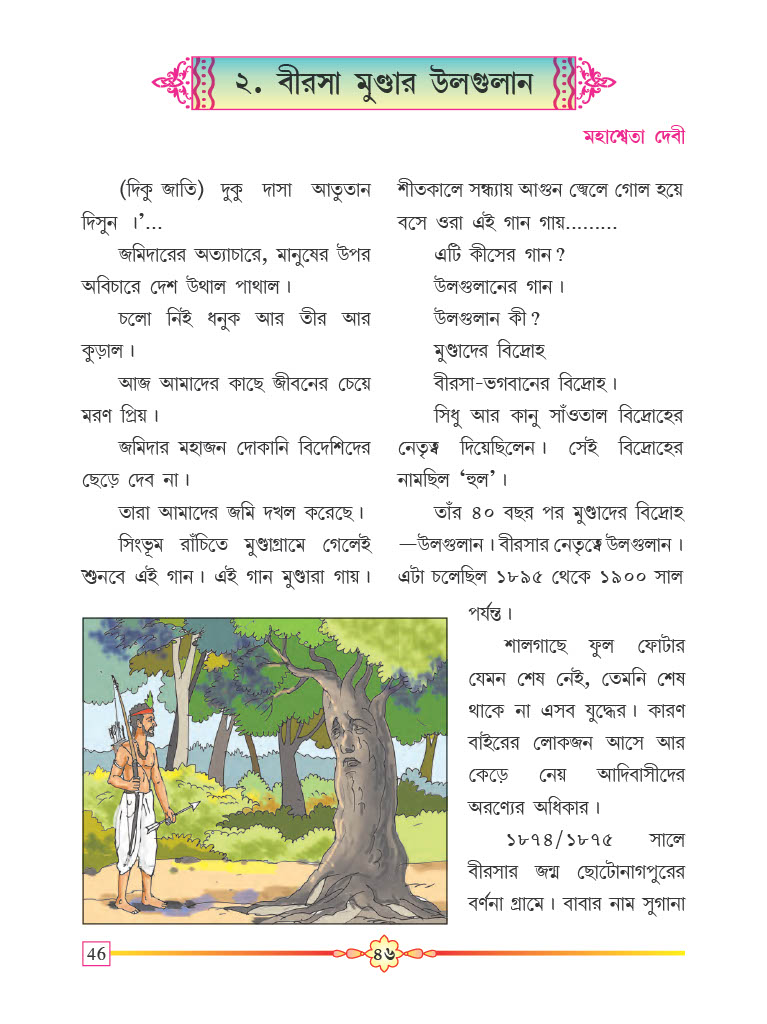 ২. বীরসা মুণ্ডার উলগুলান
মহাশ্বেতা দেবী
(দিকু জাতি) দুকু দাসা আতুতান
দিসুন ।’...
জমিদারের অত্যাচারে, মানুষের উপর
অবিচারে দেশ উথাল পাথাল।
চলো নিই ধনুক আর তীর আর
কুড়াল।
আজ আমাদের কাছে জীবনের চেয়ে
মরণ প্রিয়।
জমিদার মহাজন দোকানি বিদেশিদের
ছেড়ে দেব না।
তারা আমাদের জমি দখল করেছে।
সিংভূম রাঁচিতে মুণ্ডাগ্রামে গেলেই
শুনবে এই গান। এই গান মুণ্ডারা গায়।
শীতকালে সন্ধ্যায় আগুন জ্বেলে গোল হয়ে
বসে ওরা এই গান গায়.........
এটি কীসের গান?
উলগুলানের গান।
উলগুলান কী?
মুণ্ডাদের বিদ্রোহ
বীরসা-ভগবানের বিদ্রোহ।
সিধু আর কানু সাঁওতাল বিদ্রোহের
নেতৃত্ব দিয়েছিলেন। সেই বিদ্রোহের
নামছিল ‘হুল’।
তাঁর ৪০ বছর পর মুণ্ডাদের বিদ্রোহ
—উলগুলান। বীরসার নেতৃত্বে উলগুলান।
এটা চলেছিল ১৮৯৫ থেকে ১৯০০ সাল
পর্যন্ত।
শালগাছে ফুল ফোটার
যেমন শেষ নেই, তেমনি শেষ
থাকে না এসব যুদ্ধের। কারণ
বাইরের লোকজন আসে আর
কেড়ে নেয় আদিবাসীদের
অরণ্যের অধিকার।
১৮৭৪/১৮৭৫ সালে
বীরসার জন্ম ছোটোনাগপুরের
বর্ণনা গ্রামে। বাবার নাম সুগানা
46
৪৬